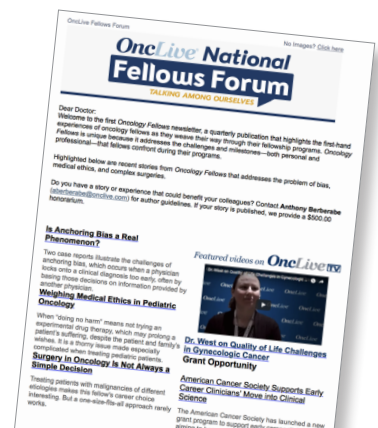 OncLive Fellows Forum
No Images? Click here
OncLive National
Fellows Forum
TALKING AMONG OURSELVES
Dear Doctor:
Welcome to the first Oncology Fellows newsletter, a quarterly publication that highlights the first-hand
experiences of oncology fellows as they weave their way through their fellowship programs. Oncology
Fellows is unique because it addresses the challenges and milestones—both personal and
professional—that fellows confront during their programs.
Highlighted below are recent stories from Oncology Fellows that addresses the problem of bias,
medical ethics, and complex surgeries.
Do you have a story or experience that could benefit your colleagues? Contact Anthony Berberabe
(aberberabe@onclive.com) for author guidelines. If your story is published, we provide a $500.00
honorarium.
Is Anchoring Bias a Real
Phenomenon?
Two case reports illustrate the challenges of
anchoring bias, which occurs when a physician
locks onto a clinical diagnosis too early, often by
basing those decisions on information provided by
another physician.
Weighing Medical Ethics in Pediatric
Oncology
When "doing no harm" means not trying an
experimental drug therapy, which may prolong a
patient's suffering, despite the patient and family's
wishes. It is a thorny issue made especially
complicated when treating pediatric patients.
Surgery in Oncology Is Not Always a
Simple Decision
Treating patients with malignancies of different
etiologies makes this fellow's career choice
interesting. But a one-size-fits-all approach rarely
works.
Featured videos on OncLive TV
Dr. West on Quality of Life Challenges
in Gynecologic Cancer
Grant Opportunity
American Cancer Society Supports Early
Career Clinicians' Move into Clinical
Science
The American Cancer Society has launched a new
grant program to support early